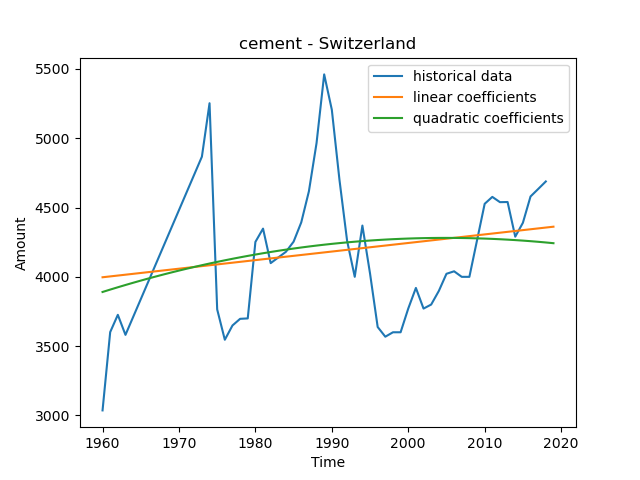 cement - Switzerland
historical data
linear coefficients
quadratic coefficients
5500
5000
4500
4000
3500
3000
Amount
1960 1970 1980 1990 2000 2010 2020
Time